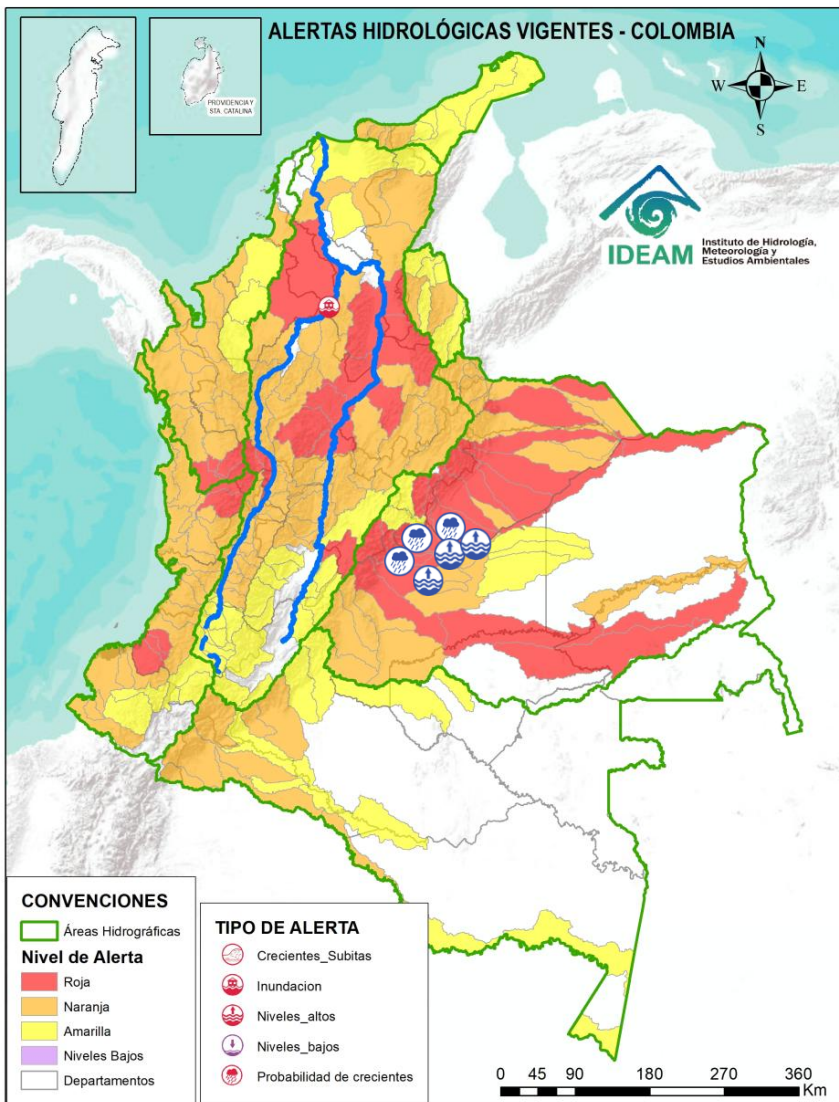 ALERTAS HIDROLÓGICAS VIGENTES - COLOMBIA
PROVIDENCIA Y
STA. CATALINA
N
W E
S
IDEAM
Instituto de Hidrología,
Meteorología y
Estudios Ambientales
CONVENCIONES
Áreas Hidrográficas
Nivel de Alerta
Roja
Naranja
Amarilla
Niveles Bajos
Departamentos
TIPO DE ALERTA
Crecientes_Subitas
Inundacion
Niveles_altos
Niveles_bajos
Probabilidad de crecientes
0 45 90 180 270 360
Km